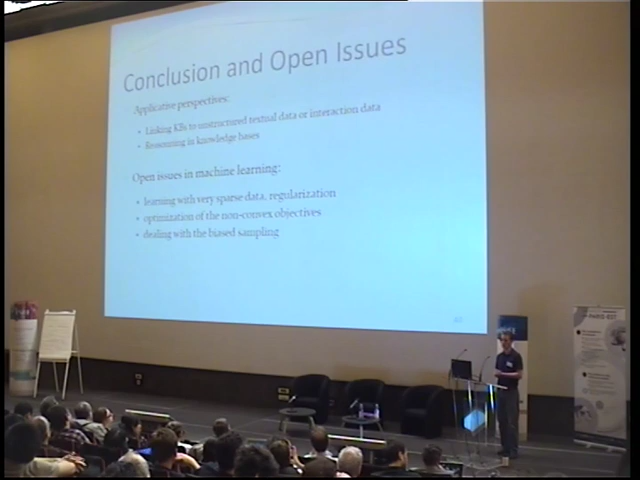 Conclusion and Open Issues
Applicative perspectives:
• Linking KBs to unstructured textual data or interaction data
• Reasoning in knowledge bases
Open issues in machine learning:
• learning with very sparse data, regularization
• optimization of the non-convex objectives
• dealing with the biased sampling
PARIS-EST